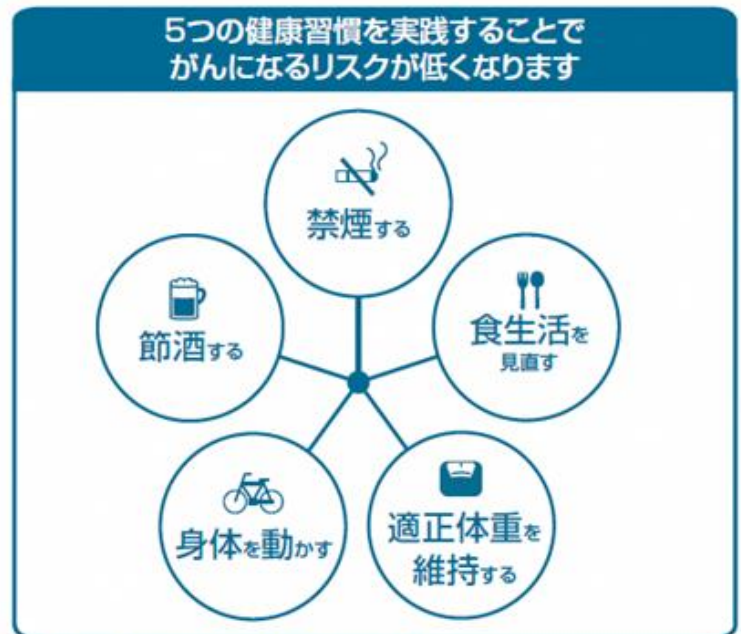 5つの健康習慣を実践することで
がんになるリスクが低くなります
禁煙する
節酒する
食生活を
見直す
身体を動かす
適正体重を
維持する